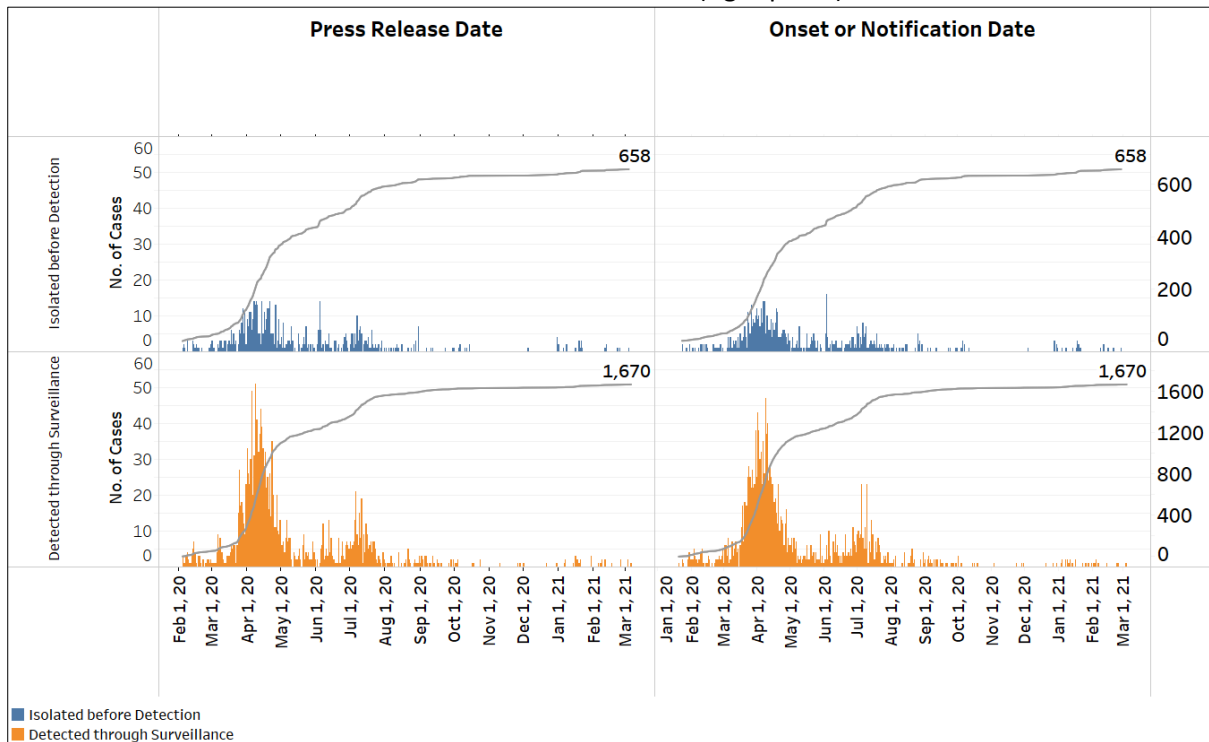 Press Release Date
Onset or Notification Date
Isolated before Detection
No. of Cases
60
50
40
30
20
10
0
658
658
600
400
200
0
Detected through Surveillance
No. of Cases
60
50
40
30
20
10
0
1,670
1,670
1600
1200
800
400
0
Feb 1, 20
Mar 1, 20
Apr 1, 20
May 1, 20
Jun 1, 20
Jul 1, 20
Aug 1, 20
Sep 1, 20
Oct 1, 20
Nov 1, 20
Dec 1, 20
Jan 1, 21
Feb 1, 21
Mar 1, 21
Jan 1, 20
Feb 1, 20
Mar 1, 20
Apr 1, 20
May 1, 20
Jun 1, 20
Jul 1, 20
Aug 1, 20
Sep 1, 20
Oct 1, 20
Nov 1, 20
Dec 1, 20
Jan 1, 21
Feb 1, 21
Mar 1, 21
Isolated before Detection
Detected through Surveillance